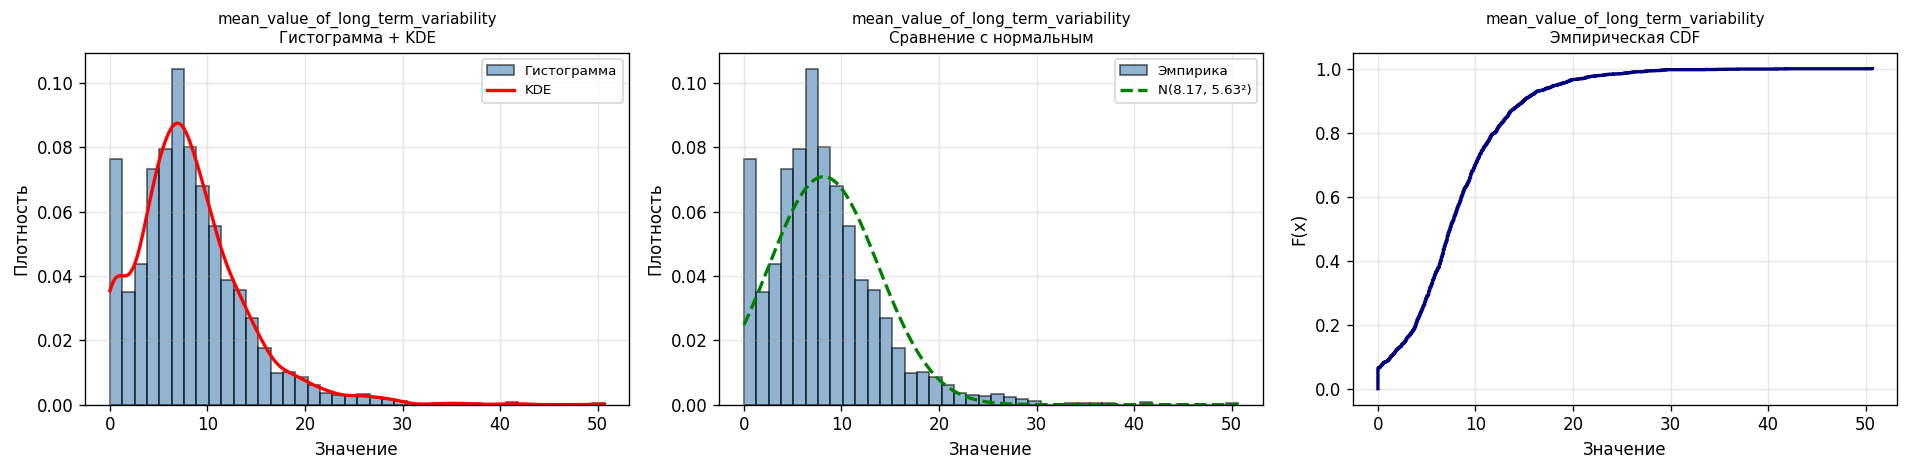 mean_value_of_long_term_variability
Гистограмма + KDE
Гистограмма
KDE
0.10
0.08
0.06
0.04
0.02
0.00
Плотность
0 10 20 30 40 50
Значение
mean_value_of_long_term_variability
Сравнение с нормальным
Эмпирика
N(8.17, 5.63²)
0.10
0.08
0.06
0.04
0.02
0.00
Плотность
0 10 20 30 40 50
Значение
mean_value_of_long_term_variability
Эмпирическая CDF
1.0
0.8
0.6
0.4
0.2
0.0
F(x)
0 10 20 30 40 50
Значение